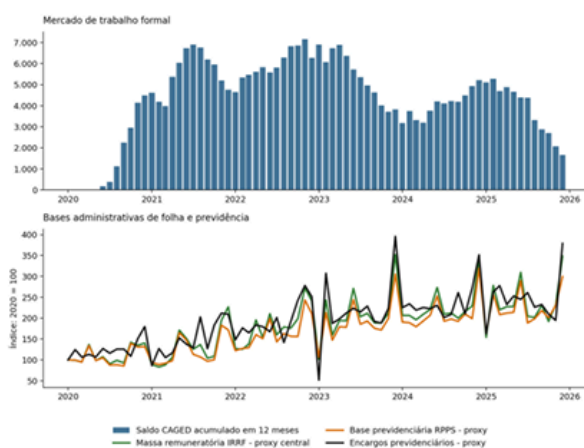 Mercado de trabalho formal
7.000
6.000
5.000
4.000
3.000
2.000
1.000
0
2020 2021 2022 2023 2024 2025 2026
Bases administrativas de folha e previdência
Índice: 2020 = 100
400
350
300
250
200
150
100
50
2020 2021 2022 2023 2024 2025 2026
Saldo CAGED acumulado em 12 meses Base previdenciária RPPS - proxy
Massa remuneratória IRRF - proxy central Encargos previdenciários - proxy